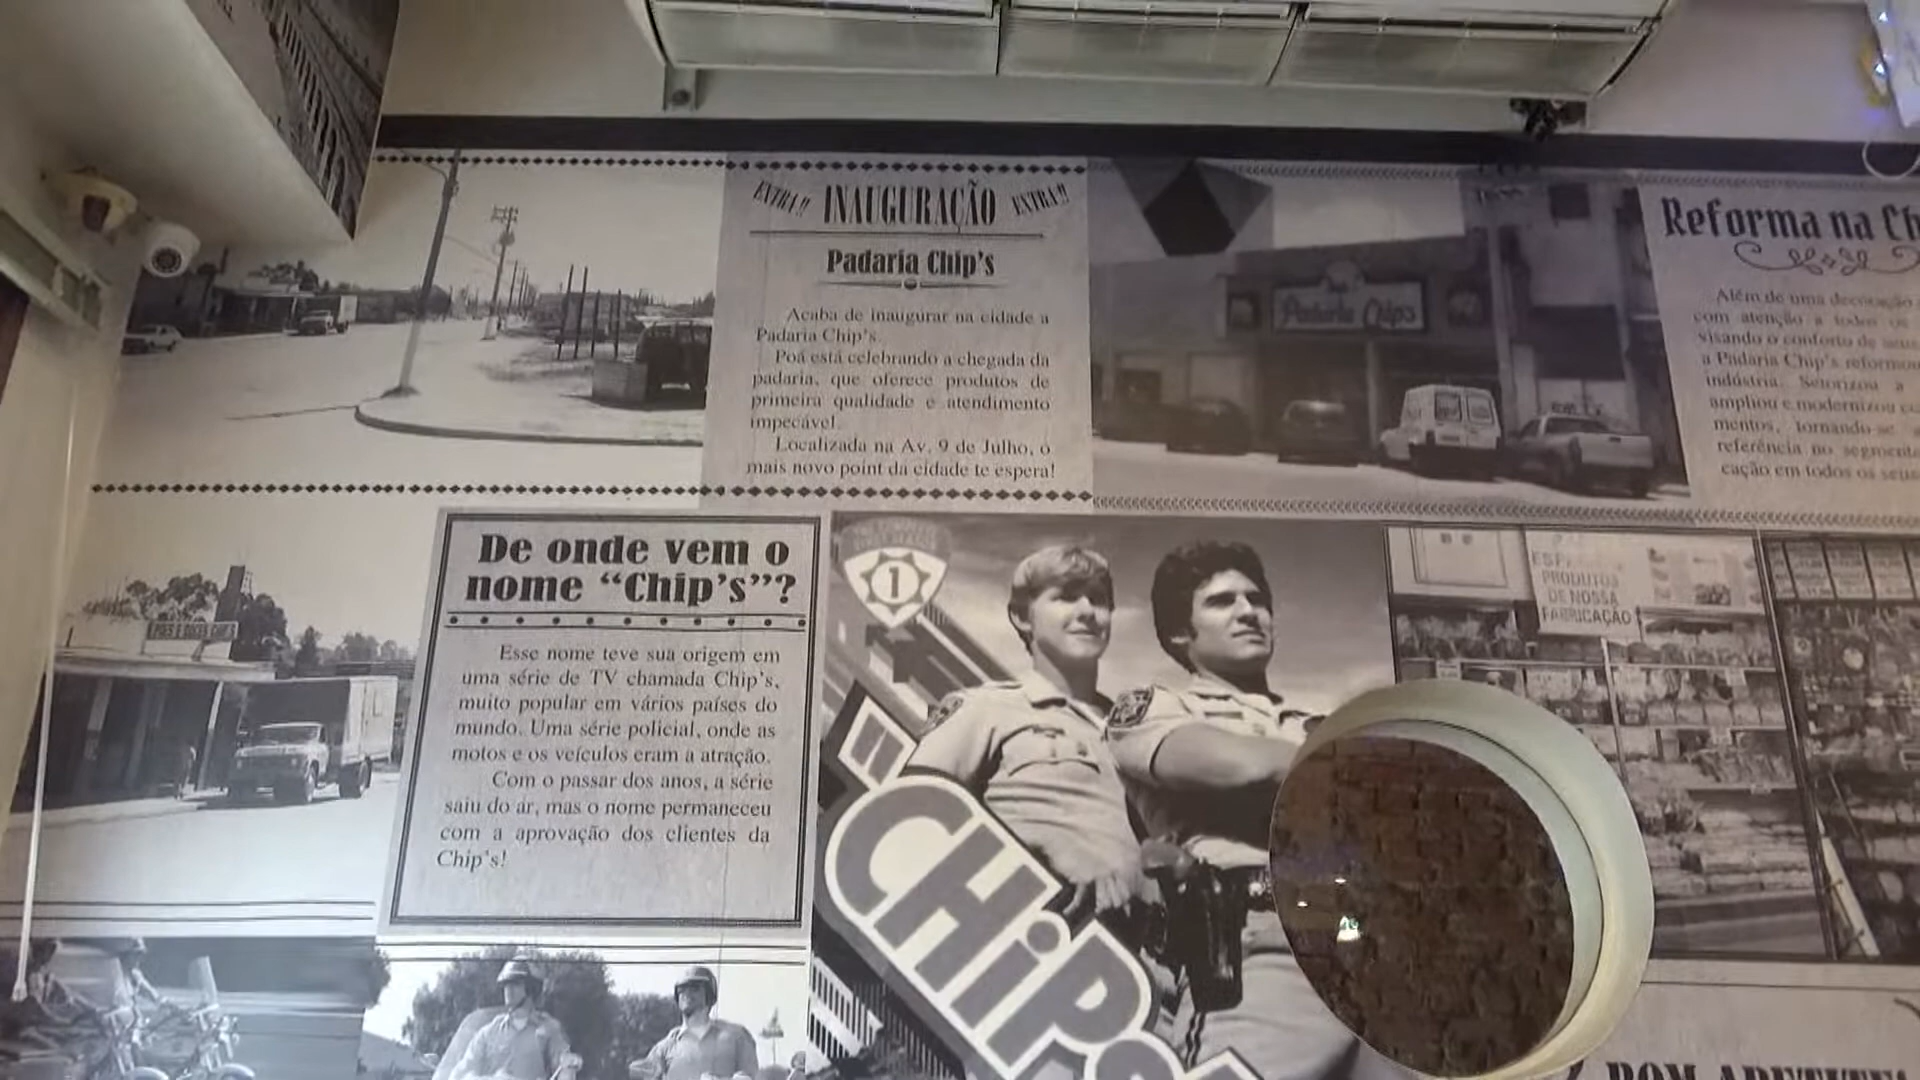 EXTRA!! INAUGURAÇÃO EXTRA!!
Padaria Chip's
Acaba de inaugurar na cidade a
Padaria Chip's.
Poá está celebrando a chegada da
padaria, que oferece produtos de
primeira qualidade e atendimento
impecável.
Localizada na Av. 9 de Julho, o
mais novo point da cidade te espera!
Padaria Chips
Reforma na Ch
Além de uma decoração
com atenção a todos os
visando o conforto de seus
a Padaria Chip's reformou
indústria. Setorizou a
ampliou e modernizou
mentos, tornando-se
referência no segmento
cação em todos os seus
De onde vem o
nome "Chip's"?
Esse nome teve sua origem em
uma série de TV chamada Chip's,
muito popular em vários países do
mundo. Uma série policial, onde as
motos e os veículos eram a atração.
Com o passar dos anos, a série
saiu do ar, mas o nome permaneceu
com a aprovação dos clientes da
Chip's!
1
CHiPs
PRODUTOS
DE NOSSA
FABRICAÇÃO
BOM APETITE